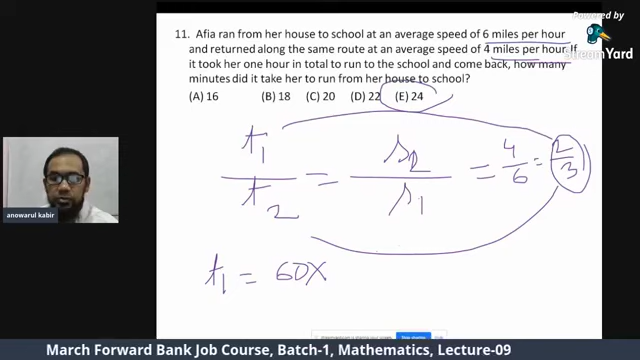 Powered by
StreamYard
11. Afia ran from her house to school at an average speed of 6 miles per hour
and returned along the same route at an average speed of 4 miles per hour. If
it took her one hour in total to run to the school and come back, how many
minutes did it take her to run from her house to school?
(A) 16 (B) 18 (C) 20 (D) 22 (E) 24
t1 / t2 = s2 / s1 = 4/6 = 2/3
t1 = 60X
anowarul kabir
March Forward Bank Job Course, Batch-1, Mathematics, Lecture-09